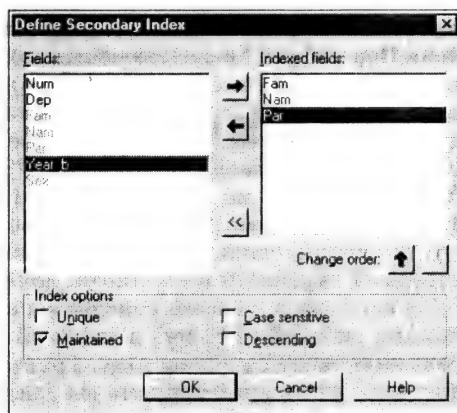 Define Secondary Index
Fields:
Indexed fields:
Num
Dep
Fam
Nam
Par
Year_b
Sex
Fam
Nam
Par
Change order:
Index options
Unique
Case sensitive
Maintained
Descending
OK
Cancel
Help